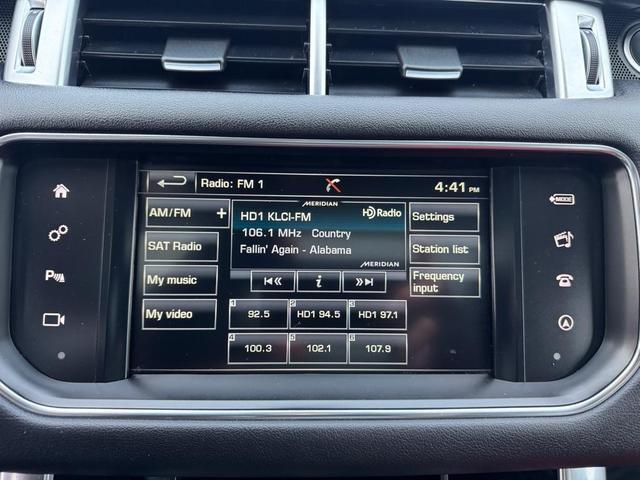 Radio: FM 1
4:41 PM
MERIDIAN
AM/FM +
HD1 KLCI-FM
HD Radio
Settings
MODE
106.1 MHz Country
SAT Radio
Fallin' Again - Alabama
Station list
MERIDIAN
My music
i
Frequency
input
P
My video
1 92.5
2 HD1 94.5
3 HD1 97.1
4 100.3
5 102.1
6 107.9